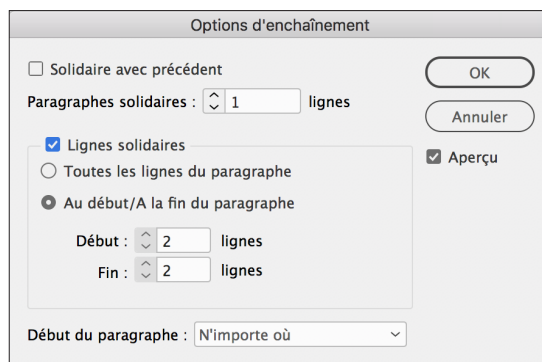 Options d'enchaînement
Solidaire avec précédent
OK
Paragraphes solidaires : 1 lignes
Annuler
Lignes solidaires
Aperçu
Toutes les lignes du paragraphe
Au début/A la fin du paragraphe
Début : 2 lignes
Fin : 2 lignes
Début du paragraphe : N'importe où